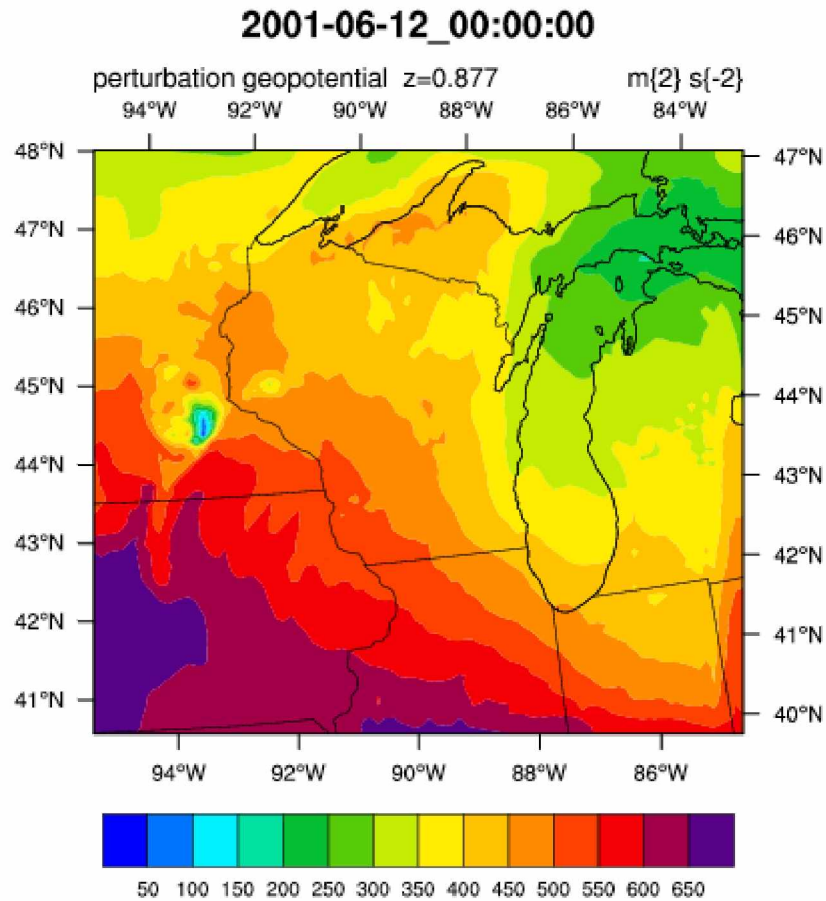 2001-06-12_00:00:00
perturbation geopotential z=0.877 m{2} s{-2}
94°W 92°W 90°W 88°W 86°W 84°W
48°N 47°N
47°N 46°N
46°N 45°N
45°N 44°N
44°N 43°N
43°N 42°N
42°N 41°N
41°N 40°N
94°W 92°W 90°W 88°W 86°W
50 100 150 200 250 300 350 400 450 500 550 600 650